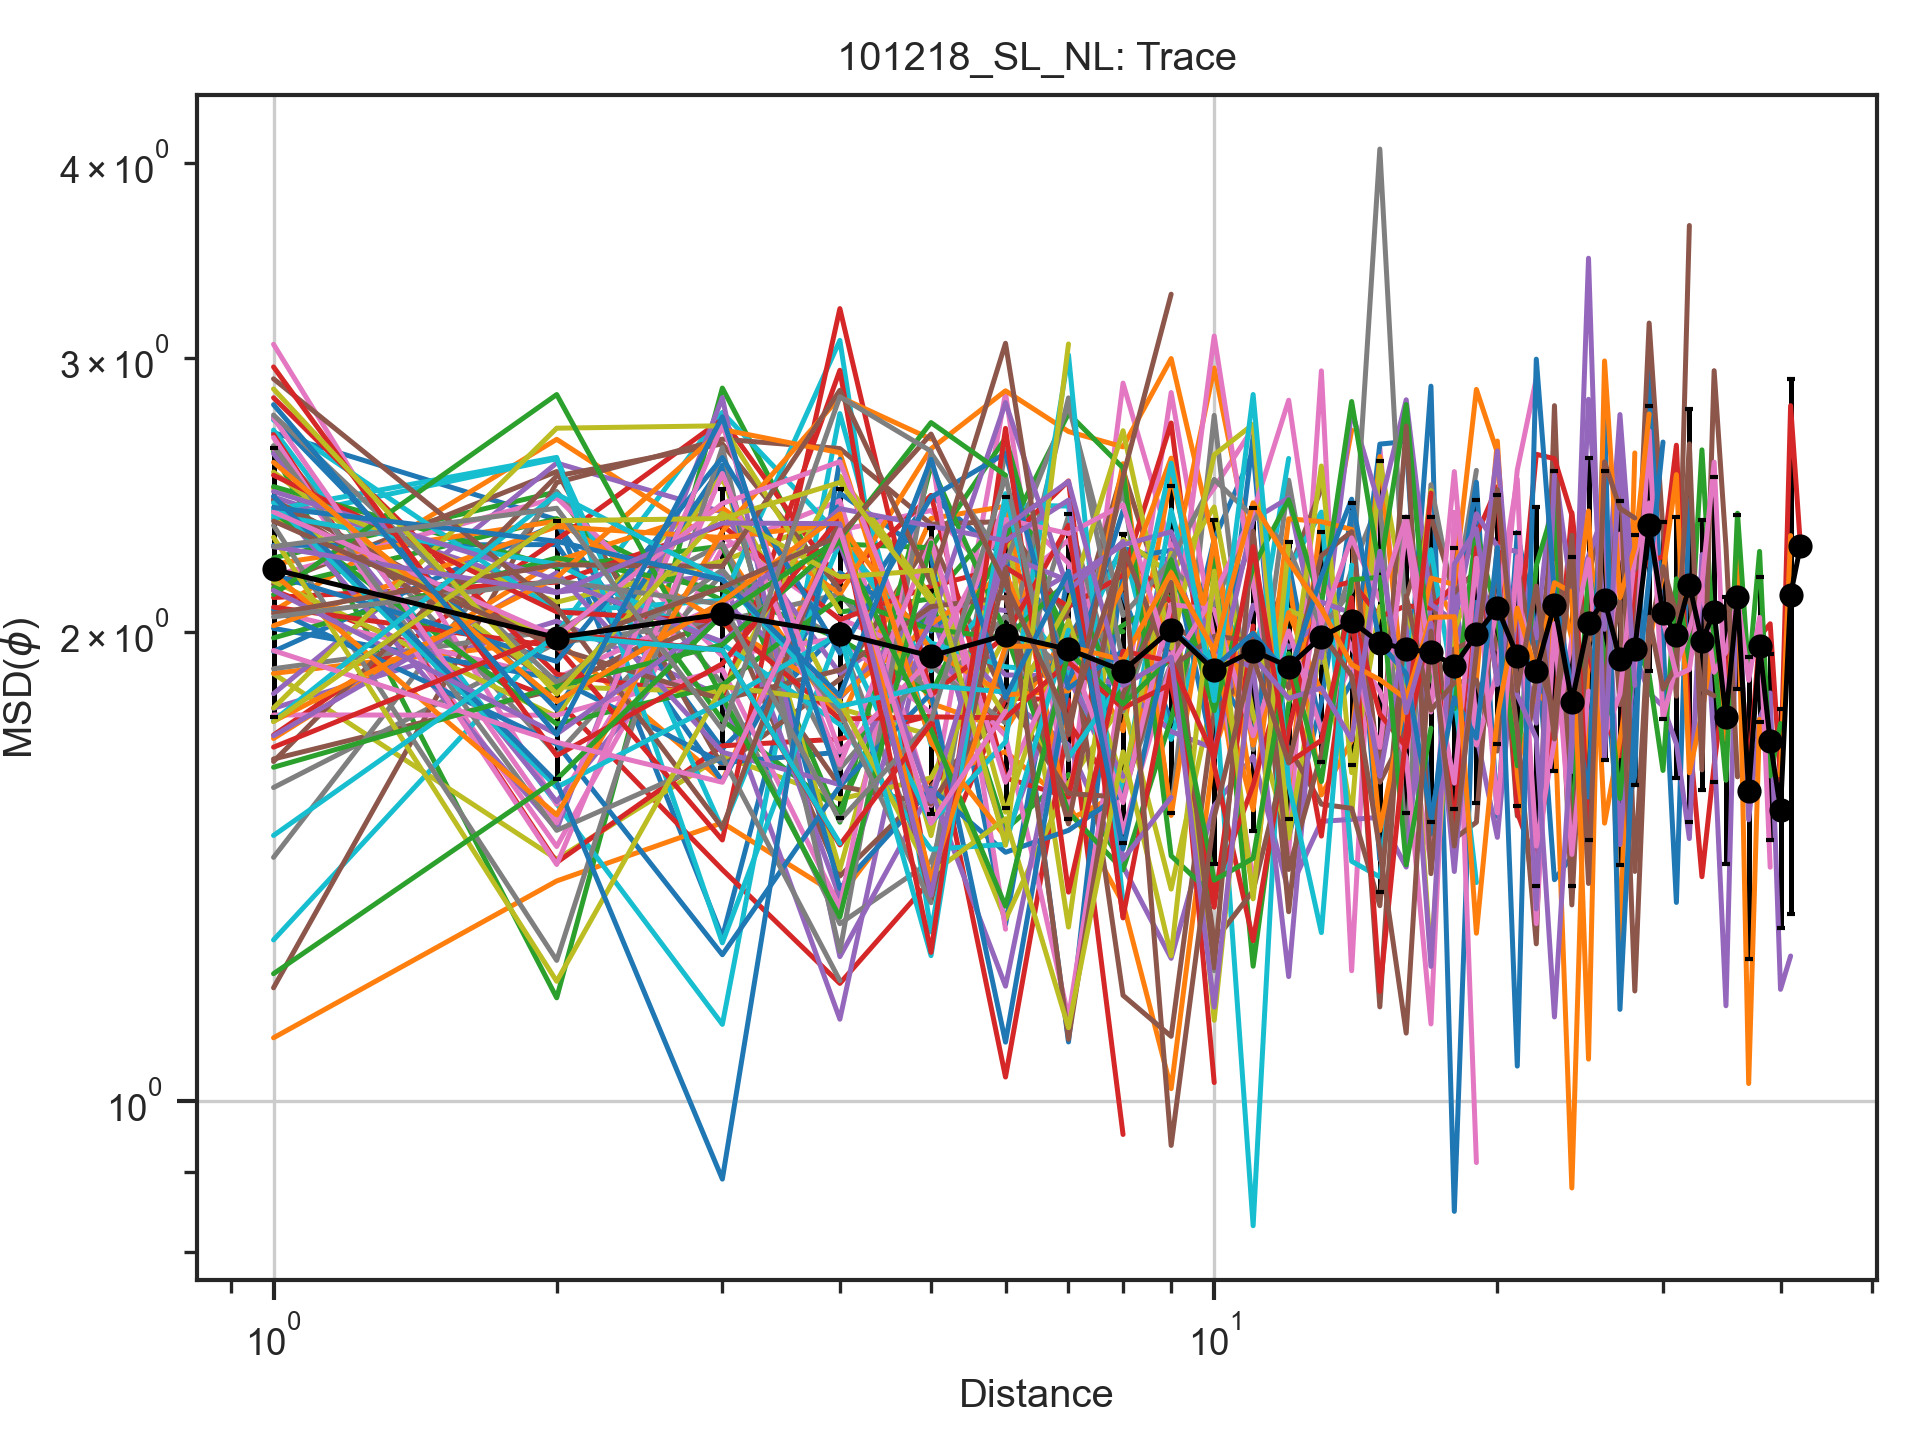 101218_SL_NL: Trace
4 × 10⁰
3 × 10⁰
2 × 10⁰
10⁰
MSD(ϕ)
10⁰ 10¹
Distance